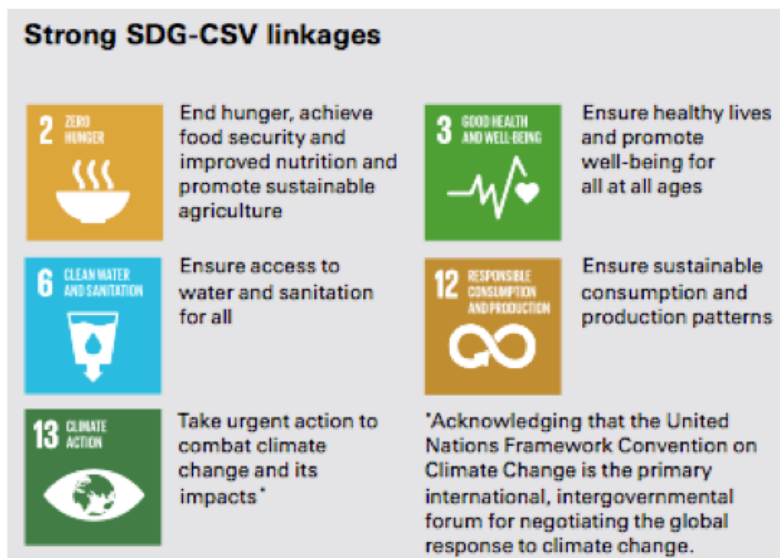 Strong SDG-CSV linkages
2 ZERO
HUNGER
End hunger, achieve
food security and
improved nutrition and
promote sustainable
agriculture
3 GOOD HEALTH
AND WELL-BEING
Ensure healthy lives
and promote
well-being for
all at all ages
6 CLEAN WATER
AND SANITATION
Ensure access to
water and sanitation
for all
12 RESPONSIBLE
CONSUMPTION
AND PRODUCTION
Ensure sustainable
consumption and
production patterns
13 CLIMATE
ACTION
Take urgent action to
combat climate
change and its
impacts*
*Acknowledging that the United
Nations Framework Convention on
Climate Change is the primary
international, intergovernmental
forum for negotiating the global
response to climate change.